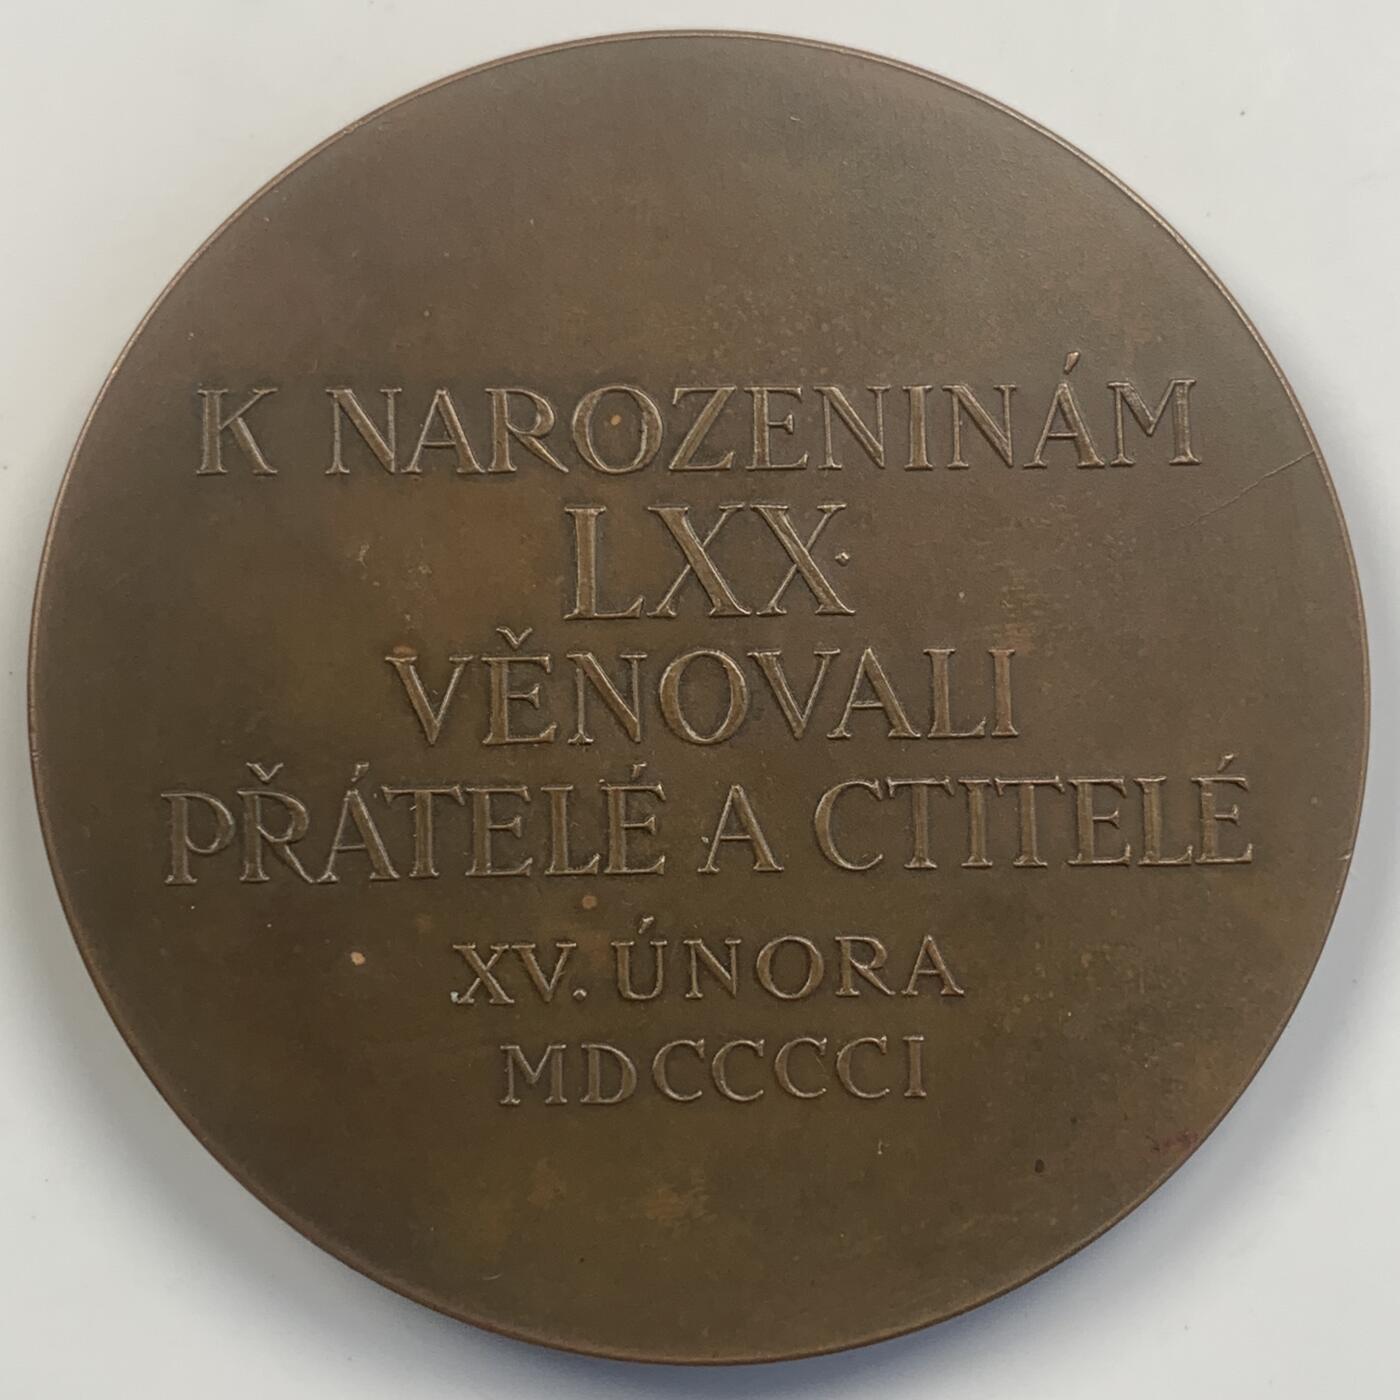 K NAROZENINÁM
LXX.
VĚNOVALI
PŘÁTELÉ A CTITELÉ
XV. ÚNORA
MDCCCCI